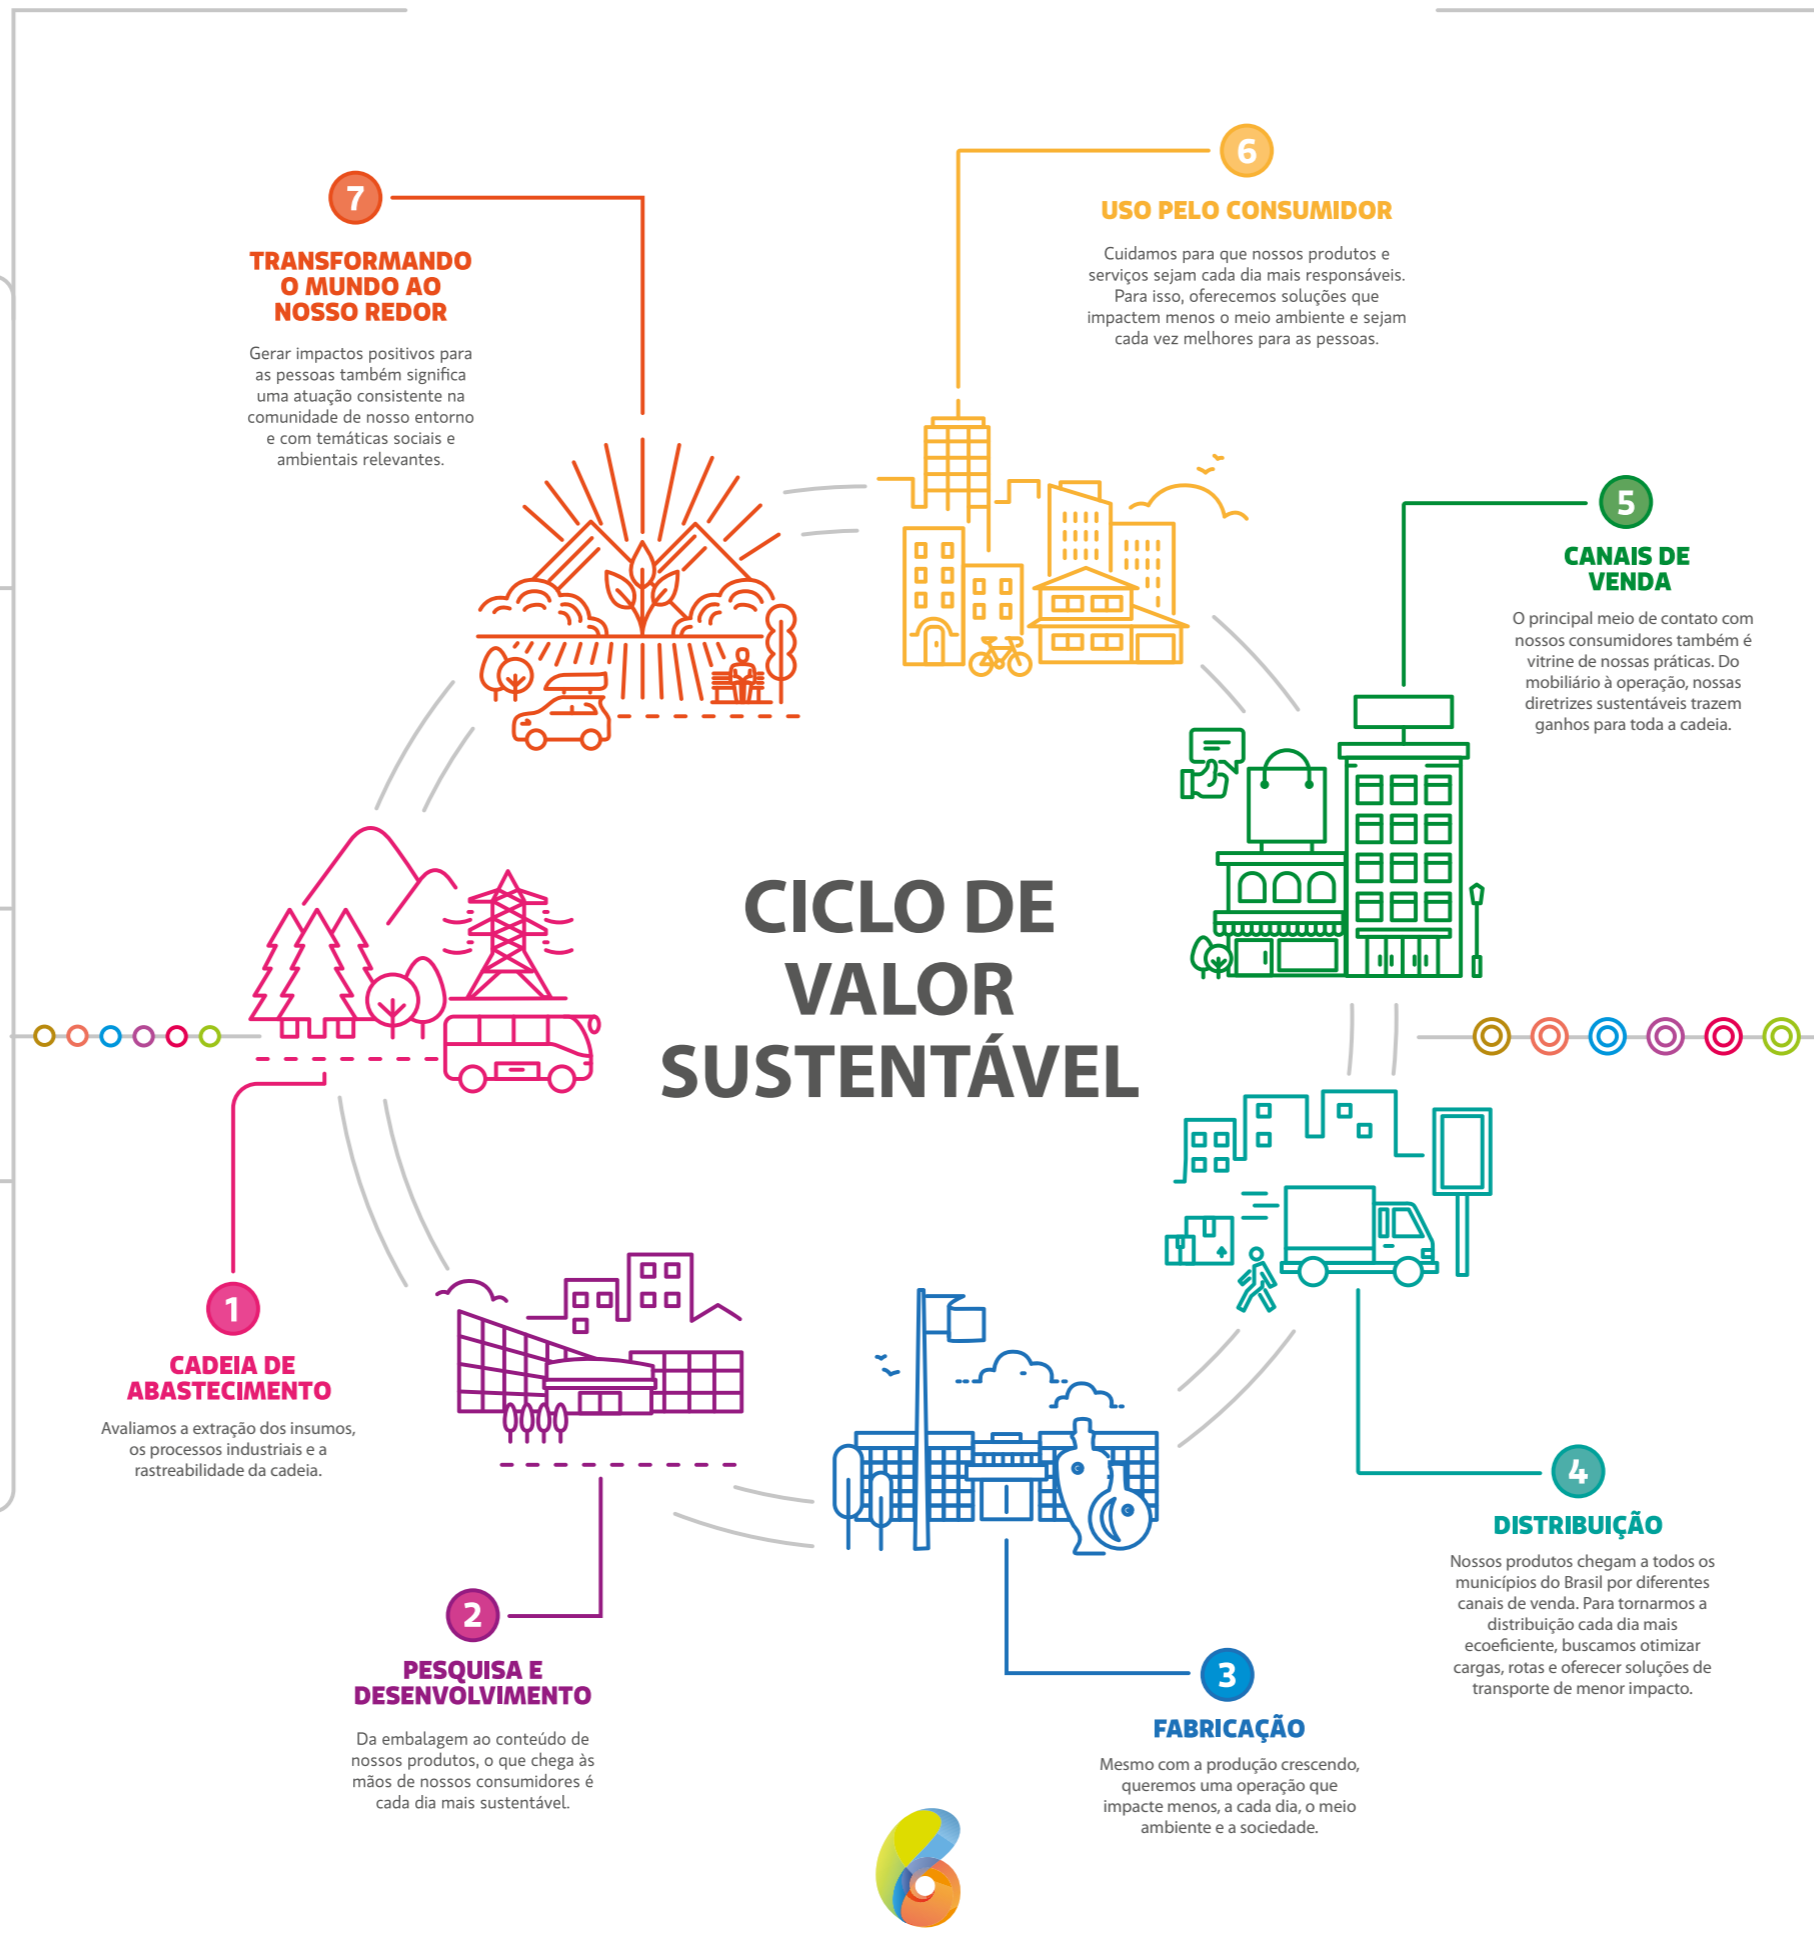 7
TRANSFORMANDO
O MUNDO AO
NOSSO REDOR
Gerar impactos positivos para
as pessoas também significa
uma atuação consistente na
comunidade de nosso entorno
e com temáticas sociais e
ambientais relevantes.
6
USO PELO CONSUMIDOR
Cuidamos para que nossos produtos e
serviços sejam cada dia mais responsáveis.
Para isso, oferecemos soluções que
impactem menos o meio ambiente e sejam
cada vez melhores para as pessoas.
5
CANAIS DE
VENDA
O principal meio de contato com
nossos consumidores também é
vitrine de nossas práticas. Do
mobiliário à operação, nossas
diretrizes sustentáveis trazem
ganhos para toda a cadeia.
CICLO DE
VALOR
SUSTENTÁVEL
1
CADEIA DE
ABASTECIMENTO
Avaliamos a extração dos insumos,
os processos industriais e a
rastreabilidade da cadeia.
2
PESQUISA E
DESENVOLVIMENTO
Da embalagem ao conteúdo de
nossos produtos, o que chega às
mãos de nossos consumidores é
cada dia mais sustentável.
3
FABRICAÇÃO
Mesmo com a produção crescendo,
queremos uma operação que
impacte menos, a cada dia, o meio
ambiente e a sociedade.
4
DISTRIBUIÇÃO
Nossos produtos chegam a todos os
municípios do Brasil por diferentes
canais de venda. Para tornarmos a
distribuição cada dia mais
ecoeficiente, buscamos otimizar
cargas, rotas e oferecer soluções de
transporte de menor impacto.